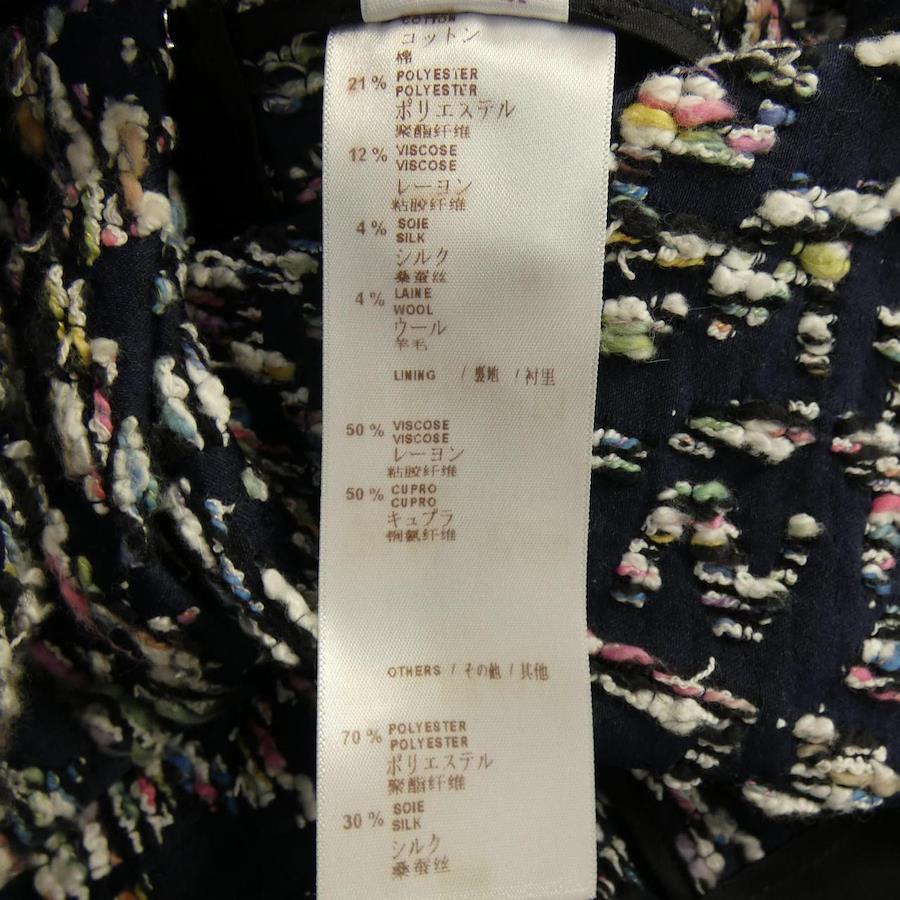 COTTON
コットン
棉
21 % POLYESTER
POLYESTER
ポリエステル
聚酯纤维
12 % VISCOSE
VISCOSE
レーヨン
粘胶纤维
4 % SOIE
SILK
シルク
桑蚕丝
4 % LAINE
WOOL
ウール
羊毛
LINING / 裏地 / 衬里
50 % VISCOSE
VISCOSE
レーヨン
粘胶纤维
50 % CUPRO
CUPRO
キュプラ
铜氨纤维
OTHERS / その他 / 其他
70 % POLYESTER
POLYESTER
ポリエステル
聚酯纤维
30 % SOIE
SILK
シルク
桑蚕丝